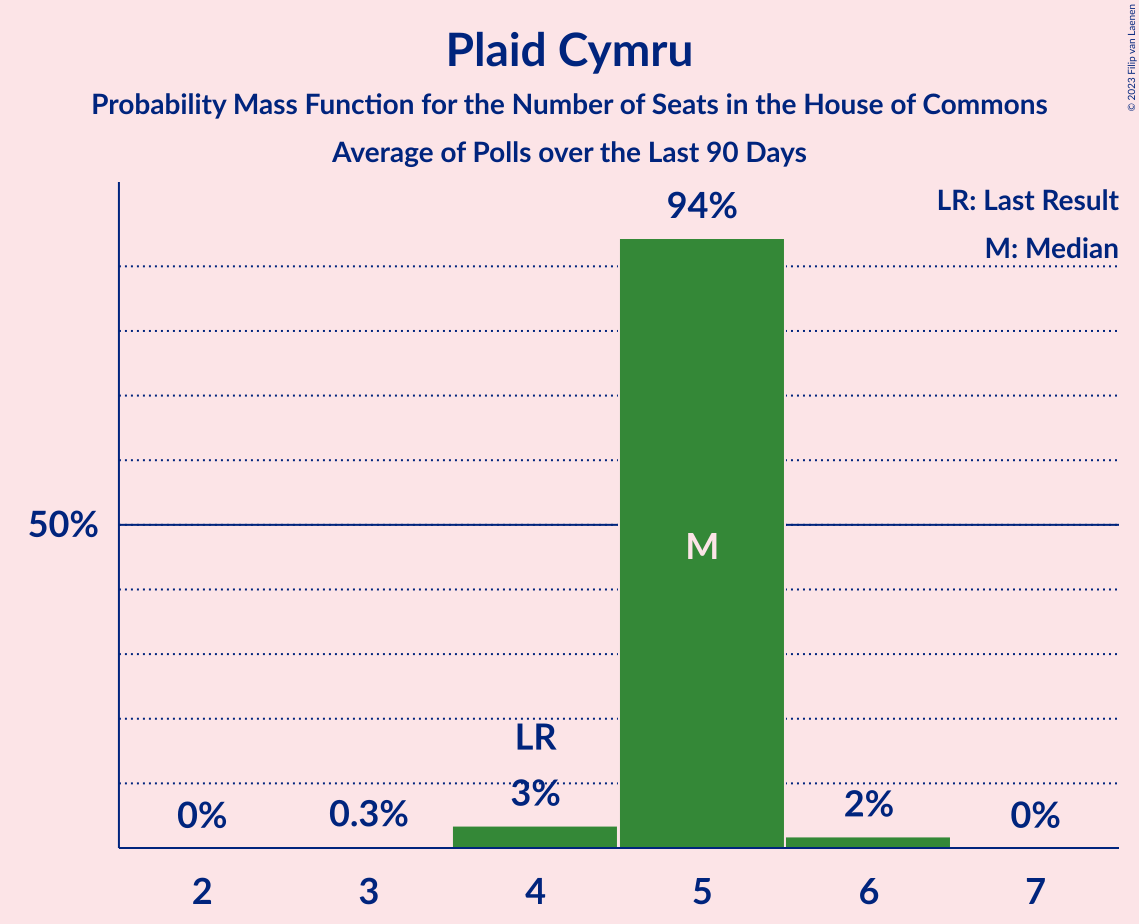 Plaid Cymru
Probability Mass Function for the Number of Seats in the House of Commons
Average of Polls over the Last 90 Days
© 2023 Filip van Laenen
LR: Last Result
M: Median
94%
50%
M
LR
0%
0.3%
3%
2%
0%
2
3
4
5
6
7